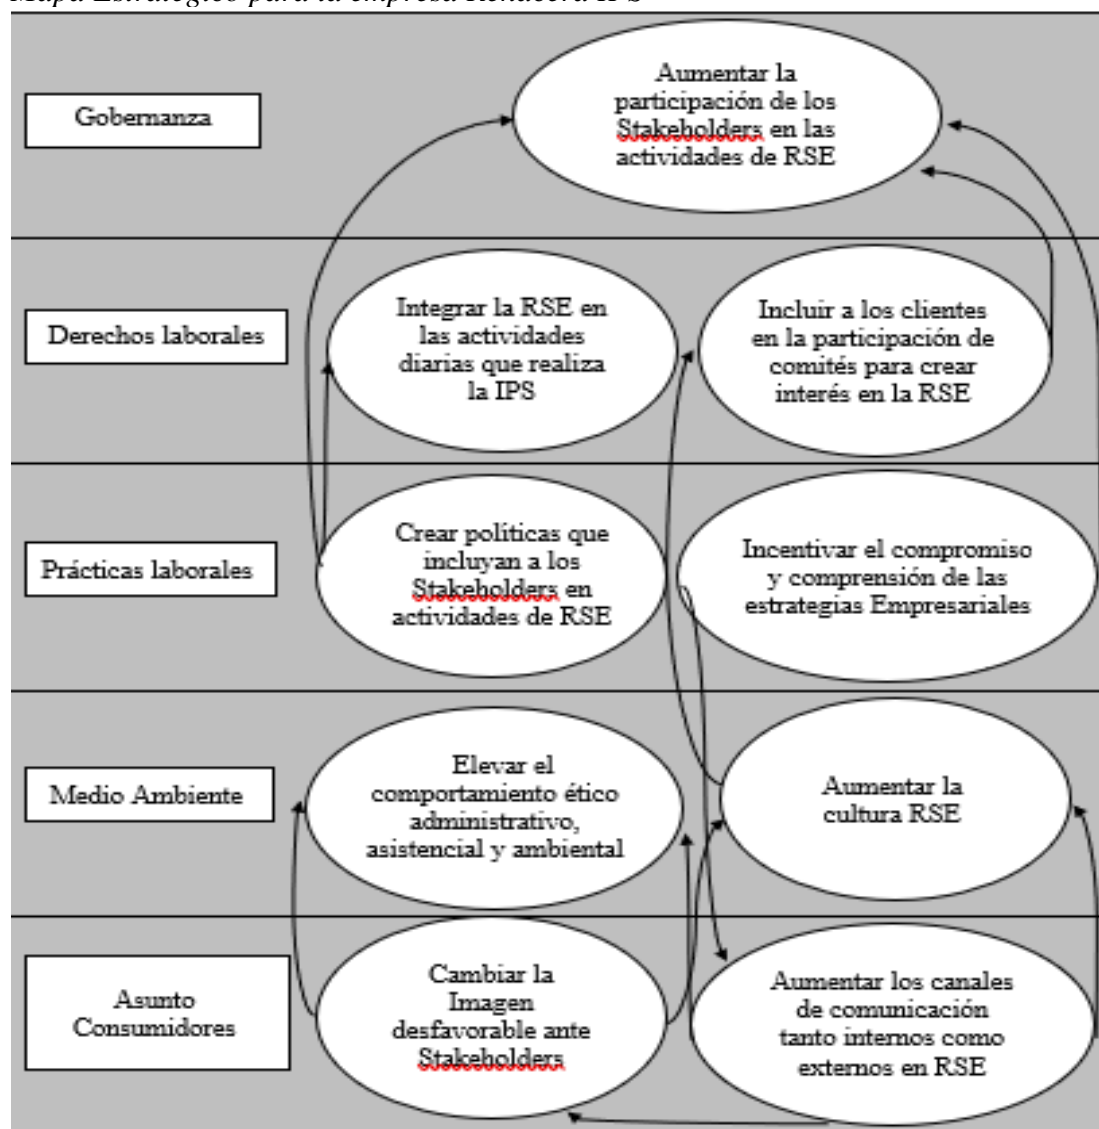 Mapa Estratégico para la empresa Renacera IPS
Gobernanza
Aumentar la
participación de los
Stakeholders en las
actividades de RSE
Derechos laborales
Integrar la RSE en
las actividades
diarias que realiza
la IPS
Incluir a los clientes
en la participación de
comités para crear
interés en la RSE
Prácticas laborales
Crear políticas que
incluyan a los
Stakeholders en
actividades de RSE
Incentivar el compromiso
y comprensión de las
estrategias Empresariales
Medio Ambiente
Elevar el
comportamiento ético
administrativo,
asistencial y ambiental
Aumentar la
cultura RSE
Asunto
Consumidores
Cambiar la
Imagen
desfavorable ante
Stakeholders
Aumentar los canales
de comunicación
tanto internos como
externos en RSE